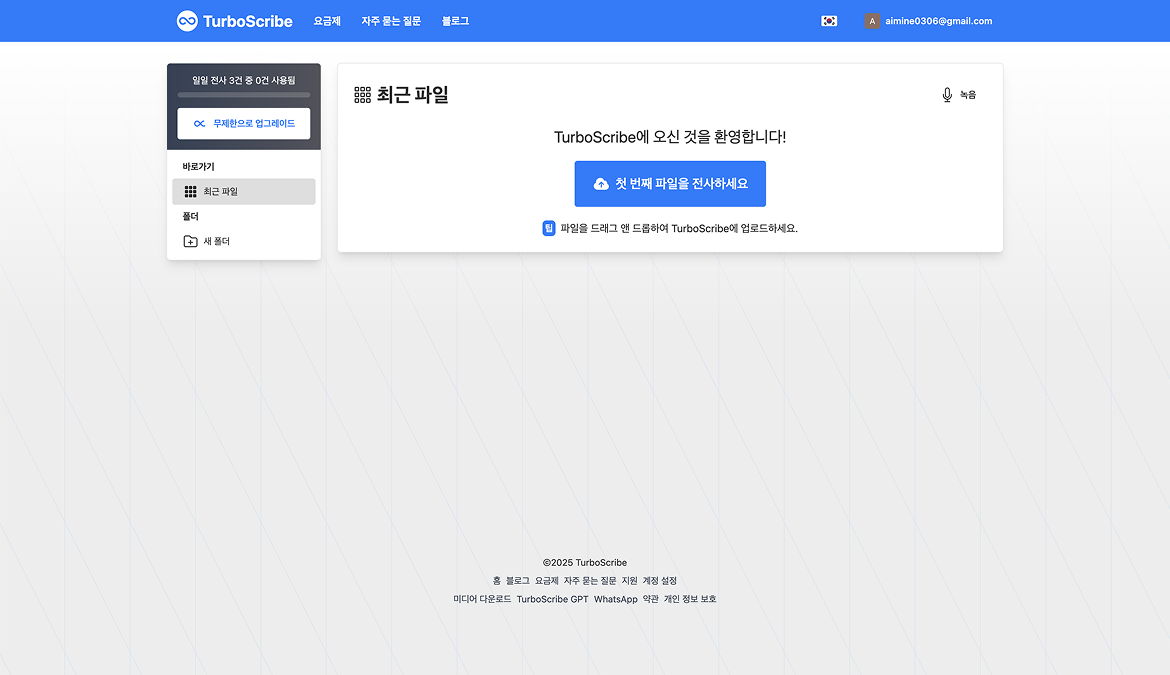 TurboScribe 요금제 자주 묻는 질문 블로그 A aimine0306@gmail.com
일일 전사 3건 중 0건 사용됨
무제한으로 업그레이드
바로가기
최근 파일
폴더
새 폴더
최근 파일 녹음
TurboScribe에 오신 것을 환영합니다!
첫 번째 파일을 전사하세요
팁 파일을 드래그 앤 드롭하여 TurboScribe에 업로드하세요.
©2025 TurboScribe
홈 블로그 요금제 자주 묻는 질문 지원 계정 설정
미디어 다운로드 TurboScribe GPT WhatsApp 약관 개인 정보 보호